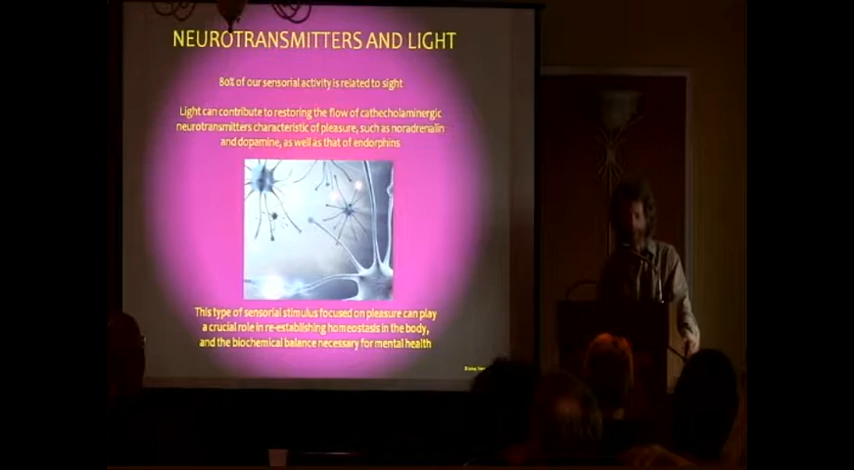 NEUROTRANSMITTERS AND LIGHT
80% of our sensorial activity is related to sight
Light can contribute to restoring the flow of cathecholaminergic
neurotransmitters characteristic of pleasure, such as noradrenalin
and dopamine, as well as that of endorphins
This type of sensorial stimulus focused on pleasure can play
a crucial role in re-establishing homeostasis in the body,
and the biochemical balance necessary for mental health